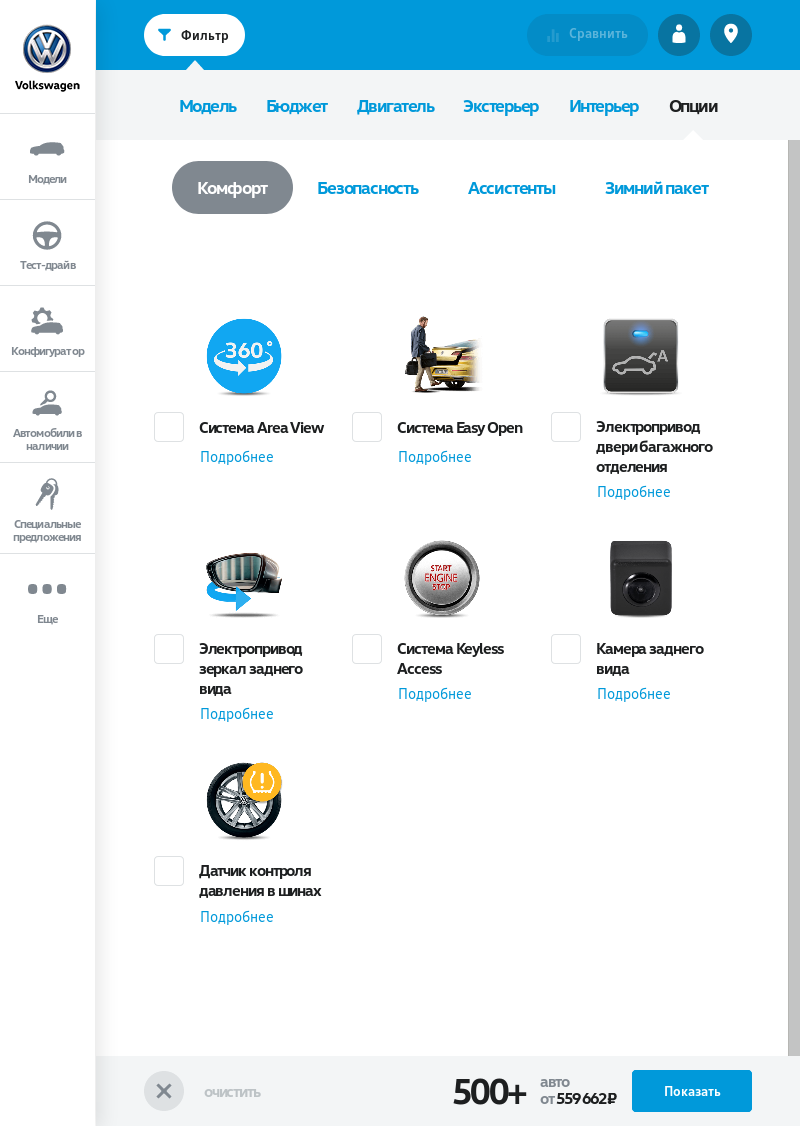 Фильтр
Сравнить
Volkswagen
Модель Бюджет Двигатель Экстерьер Интерьер Опции
Модели
Тест-драйв
Конфигуратор
Автомобили в
наличии
Специальные
предложения
Еще
Комфорт Безопасность Ассистенты Зимний пакет
360°
A
Система Area View
Подробнее
Система Easy Open
Подробнее
Электропривод
двери багажного
отделения
Подробнее
START
ENGINE
STOP
Электропривод
зеркал заднего
вида
Подробнее
Система Keyless
Access
Подробнее
Камера заднего
вида
Подробнее
Датчик контроля
давления в шинах
Подробнее
очистить
500+
авто
от 559 662 ₽
Показать